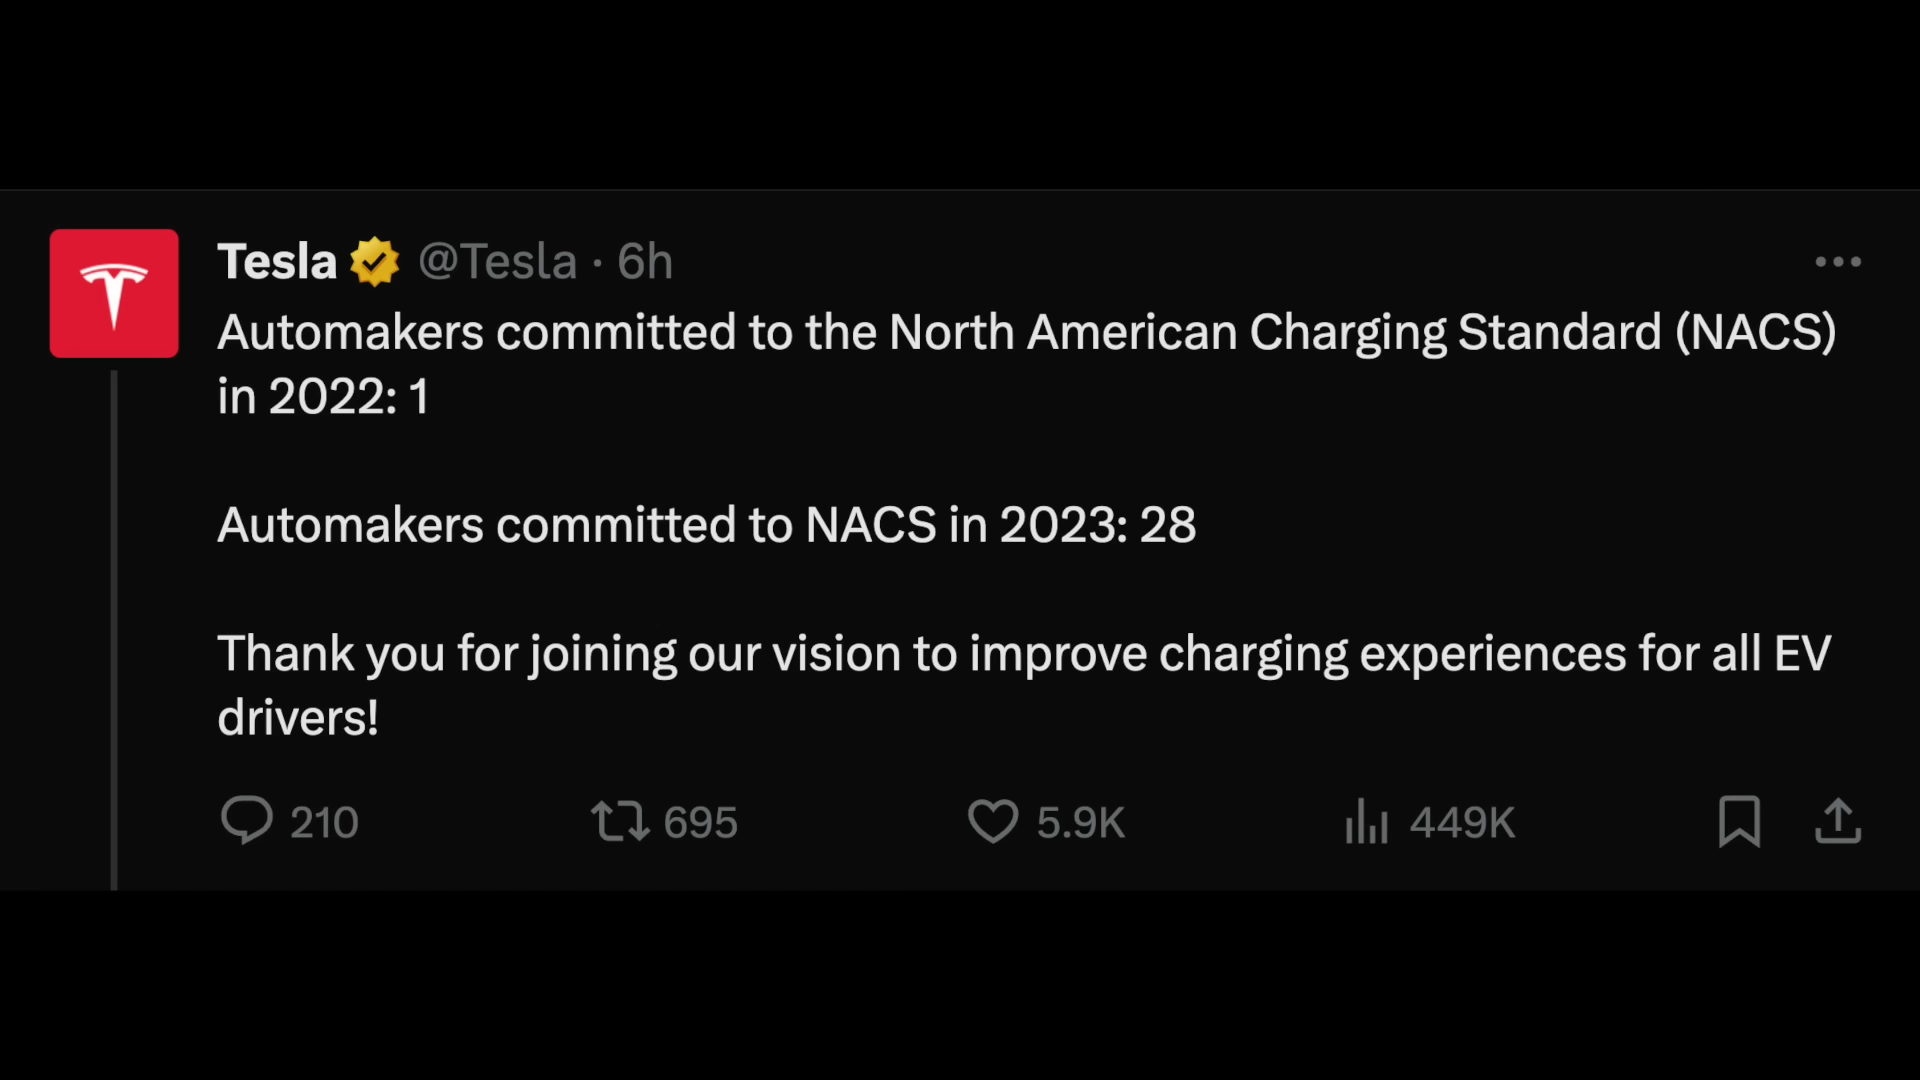 Tesla @Tesla · 6h
Automakers committed to the North American Charging Standard (NACS)
in 2022: 1
Automakers committed to NACS in 2023: 28
Thank you for joining our vision to improve charging experiences for all EV
drivers!
210 695 5.9K 449K